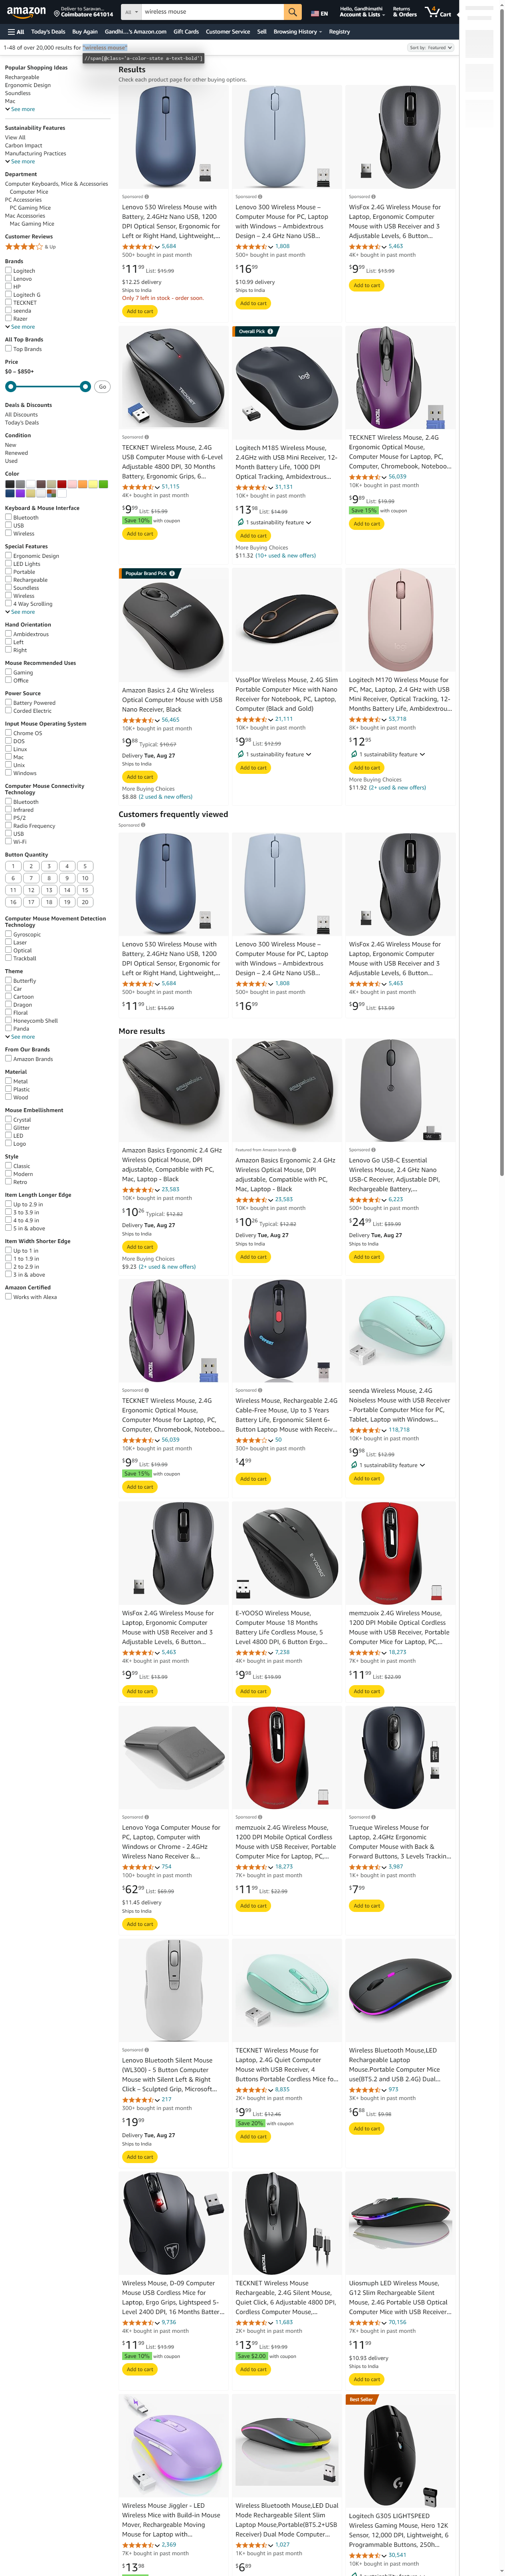 amazon
Deliver to Saravan...
Coimbatore 641014
All
wireless mouse
EN
Hello, Gandhimathi
Account & Lists
Returns
& Orders
Cart
All
Today's Deals
Buy Again
Gandhi...'s Amazon.com
Gift Cards
Customer Service
Sell
Browsing History
Registry
1-48 of over 20,000 results for "wireless mouse"
Sort by: Featured
//span[@class='a-color-state a-text-bold']
Popular Shopping Ideas
Rechargeable
Ergonomic Design
Soundless
Mac
See more
Sustainability Features
View All
Carbon Impact
Manufacturing Practices
See more
Department
Computer Keyboards, Mice & Accessories
Computer Mice
PC Accessories
PC Gaming Mice
Mac Accessories
Mac Gaming Mice
Customer Reviews
& Up
Brands
Logitech
Lenovo
HP
Logitech G
TECKNET
seenda
Razer
See more
All Top Brands
Top Brands
Price
$0 – $850+
Go
Deals & Discounts
All Discounts
Today's Deals
Condition
New
Renewed
Used
Color
Keyboard & Mouse Interface
Bluetooth
USB
Wireless
Special Features
Ergonomic Design
LED Lights
Portable
Rechargeable
Soundless
Wireless
4 Way Scrolling
See more
Hand Orientation
Ambidextrous
Left
Right
Mouse Recommended Uses
Gaming
Office
Power Source
Battery Powered
Corded Electric
Input Mouse Operating System
Chrome OS
DOS
Linux
Mac
Unix
Windows
Computer Mouse Connectivity
Technology
Bluetooth
Infrared
PS/2
Radio Frequency
USB
Wi-Fi
Button Quantity
1 2 3 4 5
6 7 8 9 10
11 12 13 14 15
16 17 18 19 20
Computer Mouse Movement Detection
Technology
Gyroscopic
Laser
Optical
Trackball
Theme
Butterfly
Car
Cartoon
Dragon
Floral
Honeycomb Shell
Panda
See more
From Our Brands
Amazon Brands
Material
Metal
Plastic
Wood
Mouse Embellishment
Crystal
Glitter
LED
Logo
Style
Classic
Modern
Retro
Item Length Longer Edge
Up to 2.9 in
3 to 3.9 in
4 to 4.9 in
5 in & above
Item Width Shorter Edge
Up to 1 in
1 to 1.9 in
2 to 2.9 in
3 in & above
Amazon Certified
Works with Alexa
Results
Check each product page for other buying options.
Sponsored
Lenovo 530 Wireless Mouse with
Battery, 2.4GHz Nano USB, 1200
DPI Optical Sensor, Ergonomic for
Left or Right Hand, Lightweight,...
5,684
500+ bought in past month
$11.99 List: $15.99
$12.25 delivery
Ships to India
Only 7 left in stock - order soon.
Add to cart
Sponsored
Lenovo 300 Wireless Mouse –
Computer Mouse for PC, Laptop
with Windows – Ambidextrous
Design – 2.4 GHz Nano USB...
1,808
500+ bought in past month
$16.99
$10.99 delivery
Ships to India
Add to cart
Sponsored
WisFox 2.4G Wireless Mouse for
Laptop, Ergonomic Computer
Mouse with USB Receiver and 3
Adjustable Levels, 6 Button...
5,463
4K+ bought in past month
$9.99 List: $13.99
Add to cart
Sponsored
TECKNET Wireless Mouse, 2.4G
USB Computer Mouse with 6-Level
Adjustable 4800 DPI, 30 Months
Battery, Ergonomic Grips, 6...
51,115
4K+ bought in past month
$9.99 List: $15.99
Save 10% with coupon
Add to cart
Overall Pick
Logitech M185 Wireless Mouse,
2.4GHz with USB Mini Receiver, 12-
Month Battery Life, 1000 DPI
Optical Tracking, Ambidextrous...
31,131
10K+ bought in past month
$13.98 List: $14.99
1 sustainability feature
Add to cart
More Buying Choices
$11.32 (10+ used & new offers)
TECKNET Wireless Mouse, 2.4G
Ergonomic Optical Mouse,
Computer Mouse for Laptop, PC,
Computer, Chromebook, Noteboo...
56,039
10K+ bought in past month
$9.89 List: $19.99
Save 15% with coupon
Add to cart
Popular Brand Pick
Amazon Basics 2.4 Ghz Wireless
Optical Computer Mouse with USB
Nano Receiver, Black
56,465
10K+ bought in past month
$9.88 Typical: $10.67
Delivery Tue, Aug 27
Ships to India
Add to cart
More Buying Choices
$8.88 (2 used & new offers)
VssoPlor Wireless Mouse, 2.4G Slim
Portable Computer Mice with Nano
Receiver for Notebook, PC, Laptop,
Computer (Black and Gold)
21,111
10K+ bought in past month
$9.98 List: $12.99
1 sustainability feature
Add to cart
Logitech M170 Wireless Mouse for
PC, Mac, Laptop, 2.4 GHz with USB
Mini Receiver, Optical Tracking, 12-
Months Battery Life, Ambidextrou...
53,718
8K+ bought in past month
$12.95
1 sustainability feature
Add to cart
More Buying Choices
$11.92 (2+ used & new offers)
Customers frequently viewed
Sponsored
Lenovo 530 Wireless Mouse with
Battery, 2.4GHz Nano USB, 1200
DPI Optical Sensor, Ergonomic for
Left or Right Hand, Lightweight,...
5,684
500+ bought in past month
$11.99 List: $15.99
Lenovo 300 Wireless Mouse –
Computer Mouse for PC, Laptop
with Windows – Ambidextrous
Design – 2.4 GHz Nano USB...
1,808
500+ bought in past month
$16.99
WisFox 2.4G Wireless Mouse for
Laptop, Ergonomic Computer
Mouse with USB Receiver and 3
Adjustable Levels, 6 Button...
5,463
4K+ bought in past month
$9.99 List: $13.99
More results
Amazon Basics Ergonomic 2.4 GHz
Wireless Optical Mouse, DPI
adjustable, Compatible with PC,
Mac, Laptop - Black
23,583
10K+ bought in past month
$10.26 Typical: $12.82
Delivery Tue, Aug 27
Ships to India
Add to cart
More Buying Choices
$9.23 (2+ used & new offers)
Featured from Amazon brands
Amazon Basics Ergonomic 2.4 GHz
Wireless Optical Mouse, DPI
adjustable, Compatible with PC,
Mac, Laptop - Black
23,583
10K+ bought in past month
$10.26 Typical: $12.82
Delivery Tue, Aug 27
Ships to India
Add to cart
Sponsored
Lenovo Go USB-C Essential
Wireless Mouse, 2.4 GHz Nano
USB-C Receiver, Adjustable DPI,
Rechargeable Battery,...
6,223
500+ bought in past month
$24.99 List: $39.99
Delivery Tue, Aug 27
Ships to India
Add to cart
Sponsored
TECKNET Wireless Mouse, 2.4G
Ergonomic Optical Mouse,
Computer Mouse for Laptop, PC,
Computer, Chromebook, Noteboo...
56,039
10K+ bought in past month
$9.89 List: $19.99
Save 15% with coupon
Add to cart
Sponsored
Wireless Mouse, Rechargeable 2.4G
Cable-Free Mouse, Up to 3 Years
Battery Life, Ergonomic Silent 6-
Button Laptop Mouse with Receiv...
50
300+ bought in past month
$4.99
Add to cart
seenda Wireless Mouse, 2.4G
Noiseless Mouse with USB Receiver
- Portable Computer Mice for PC,
Tablet, Laptop with Windows...
118,718
10K+ bought in past month
$9.98 List: $12.99
1 sustainability feature
Add to cart
WisFox 2.4G Wireless Mouse for
Laptop, Ergonomic Computer
Mouse with USB Receiver and 3
Adjustable Levels, 6 Button...
5,463
4K+ bought in past month
$9.99 List: $13.99
Add to cart
E-YOOSO Wireless Mouse,
Computer Mouse 18 Months
Battery Life Cordless Mouse, 5
Level 4800 DPI, 6 Button Ergo...
7,238
4K+ bought in past month
$9.98 List: $19.99
Add to cart
memzuoix 2.4G Wireless Mouse,
1200 DPI Mobile Optical Cordless
Mouse with USB Receiver, Portable
Computer Mice for Laptop, PC,...
18,273
7K+ bought in past month
$11.99 List: $22.99
Add to cart
Sponsored
Lenovo Yoga Computer Mouse for
PC, Laptop, Computer with
Windows or Chrome - 2.4GHz
Wireless Nano Receiver &...
754
100+ bought in past month
$62.99 List: $69.99
$11.45 delivery
Ships to India
Add to cart
Sponsored
memzuoix 2.4G Wireless Mouse,
1200 DPI Mobile Optical Cordless
Mouse with USB Receiver, Portable
Computer Mice for Laptop, PC,...
18,273
7K+ bought in past month
$11.99 List: $22.99
Add to cart
Sponsored
Trueque Wireless Mouse for
Laptop, 2.4GHz Ergonomic
Computer Mouse with Back &
Forward Buttons, 3 Levels Trackin...
3,987
1K+ bought in past month
$7.99
Add to cart
Sponsored
Lenovo Bluetooth Silent Mouse
(WL300) - 5 Button Computer
Mouse with Silent Left & Right
Click – Sculpted Grip, Microsoft...
217
300+ bought in past month
$19.99
Delivery Tue, Aug 27
Ships to India
Add to cart
TECKNET Wireless Mouse for
Laptop, 2.4G Quiet Computer
Mouse with USB Receiver, 4
Buttons Portable Cordless Mice fo...
8,835
2K+ bought in past month
$9.99 List: $12.46
Save 20% with coupon
Add to cart
Wireless Bluetooth Mouse,LED
Rechargeable Laptop
Mouse,Portable Computer Mice
use(BT5.2 and USB 2.4G) Dual...
973
3K+ bought in past month
$6.88 List: $9.98
Add to cart
Wireless Mouse, D-09 Computer
Mouse USB Cordless Mice for
Laptop, Ergo Grips, Lightspeed 5-
Level 2400 DPI, 16 Months Batter...
9,736
4K+ bought in past month
$11.99 List: $13.99
Save 10% with coupon
Add to cart
TECKNET Wireless Mouse
Rechargeable, 2.4G Silent Mouse,
Quiet Click, 6 Adjustable 4800 DPI,
Cordless Computer Mouse,...
11,683
2K+ bought in past month
$13.99 List: $19.99
Save $2.00 with coupon
Add to cart
Uiosmuph LED Wireless Mouse,
G12 Slim Rechargeable Silent
Mouse, 2.4G Portable USB Optical
Computer Mice with USB Receiver...
70,156
7K+ bought in past month
$11.99
$10.93 delivery
Ships to India
Add to cart
Wireless Mouse Jiggler - LED
Wireless Mice with Build-in Mouse
Mover, Rechargeable Moving
Mouse for Laptop with...
2,369
7K+ bought in past month
$13.98
Wireless Bluetooth Mouse,LED Dual
Mode Rechargeable Silent Slim
Laptop Mouse,Portable(BT5.2+USB
Receiver) Dual Mode Computer...
1,027
1K+ bought in past month
$6.89
Best Seller
Logitech G305 LIGHTSPEED
Wireless Gaming Mouse, Hero 12K
Sensor, 12,000 DPI, Lightweight, 6
Programmable Buttons, 250h...
30,541
10K+ bought in past month